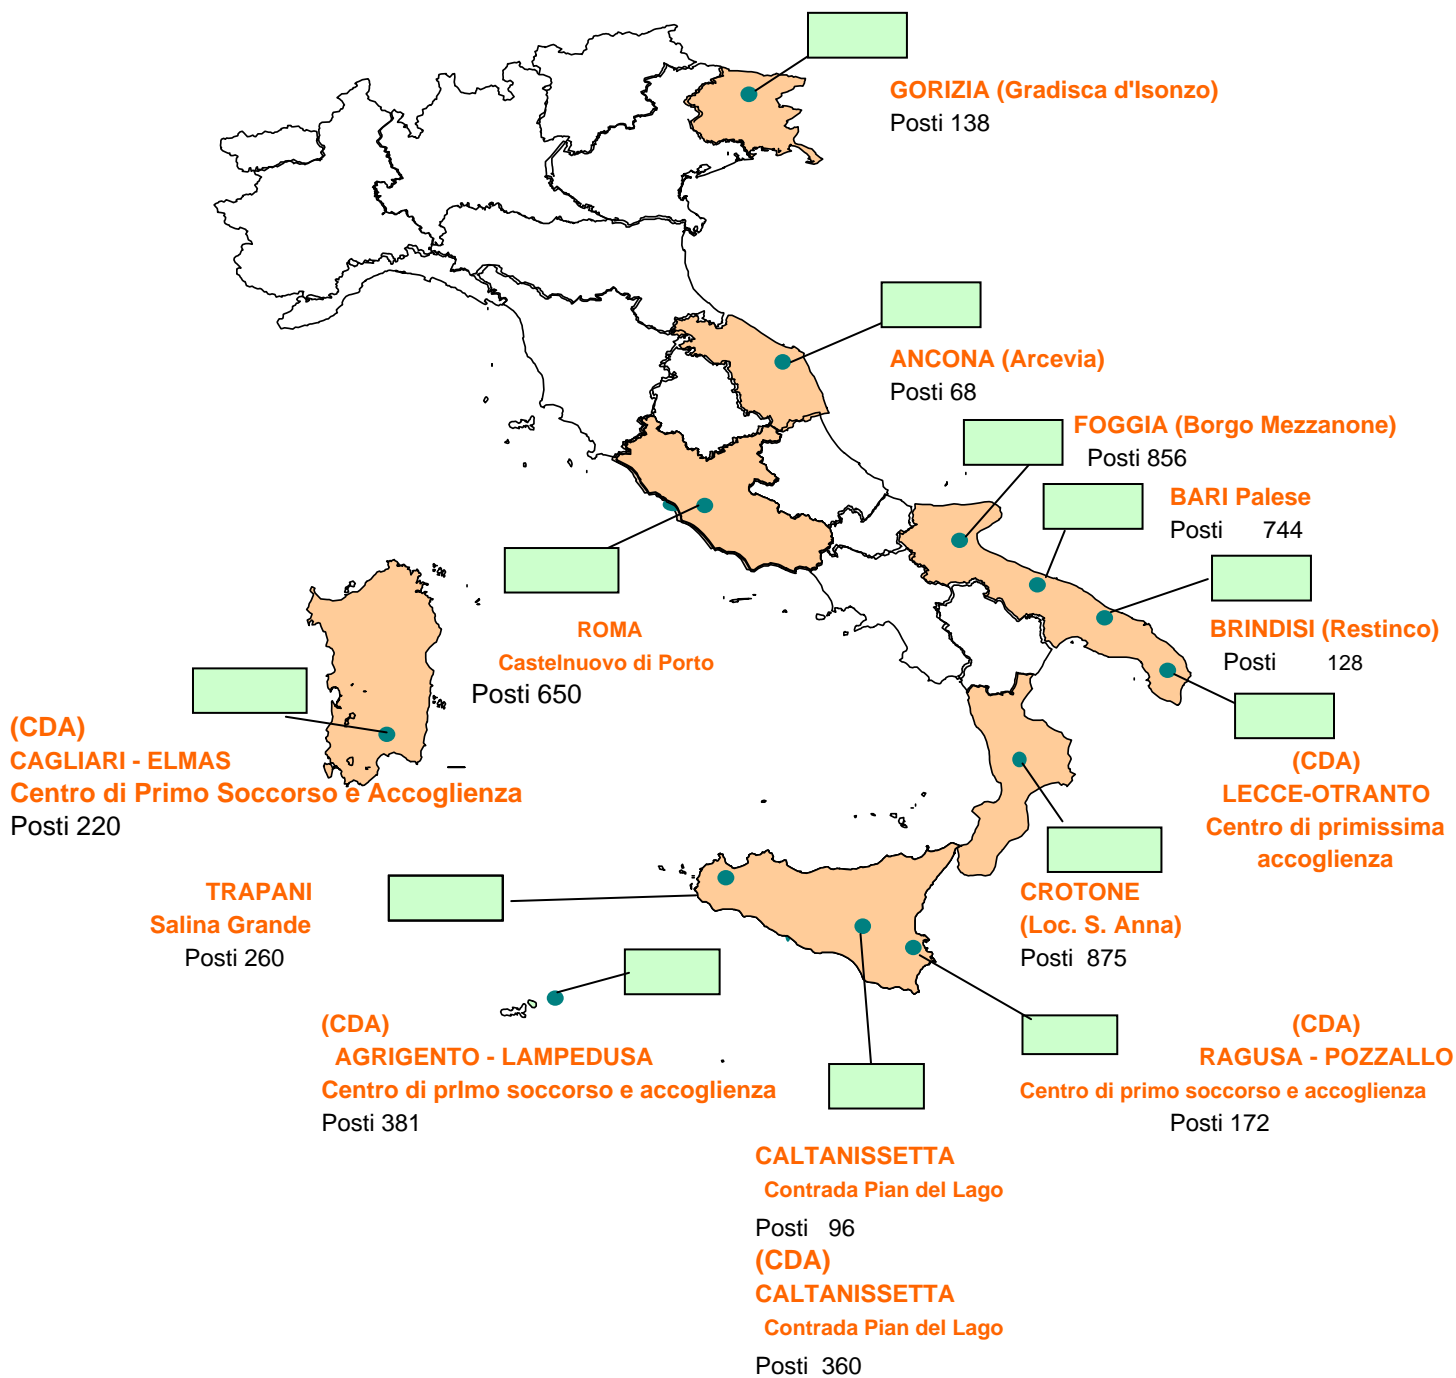 GORIZIA (Gradisca d'Isonzo)
Posti 138
ANCONA (Arcevia)
Posti 68
FOGGIA (Borgo Mezzanone)
Posti 856
BARI Palese
Posti 744
BRINDISI (Restinco)
Posti 128
ROMA
Castelnuovo di Porto
Posti 650
(CDA)
CAGLIARI - ELMAS
Centro di Primo Soccorso e Accoglienza
Posti 220
(CDA)
LECCE-OTRANTO
Centro di primissima
accoglienza
TRAPANI
Salina Grande
Posti 260
CROTONE
(Loc. S. Anna)
Posti 875
(CDA)
AGRIGENTO - LAMPEDUSA
Centro di prImo soccorso e accoglienza
Posti 381
(CDA)
RAGUSA - POZZALLO
Centro di primo soccorso e accoglienza
Posti 172
CALTANISSETTA
Contrada Pian del Lago
Posti 96
(CDA)
CALTANISSETTA
Contrada Pian del Lago
Posti 360